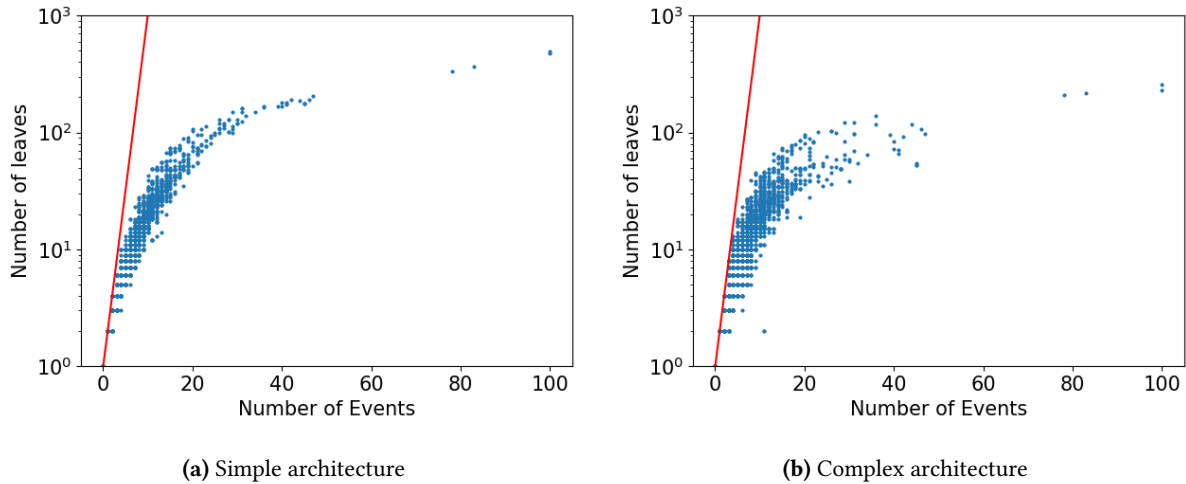 10³
10²
10¹
10⁰
Number of leaves
0 20 40 60 80 100
Number of Events
(a) Simple architecture
10³
10²
10¹
10⁰
Number of leaves
0 20 40 60 80 100
Number of Events
(b) Complex architecture